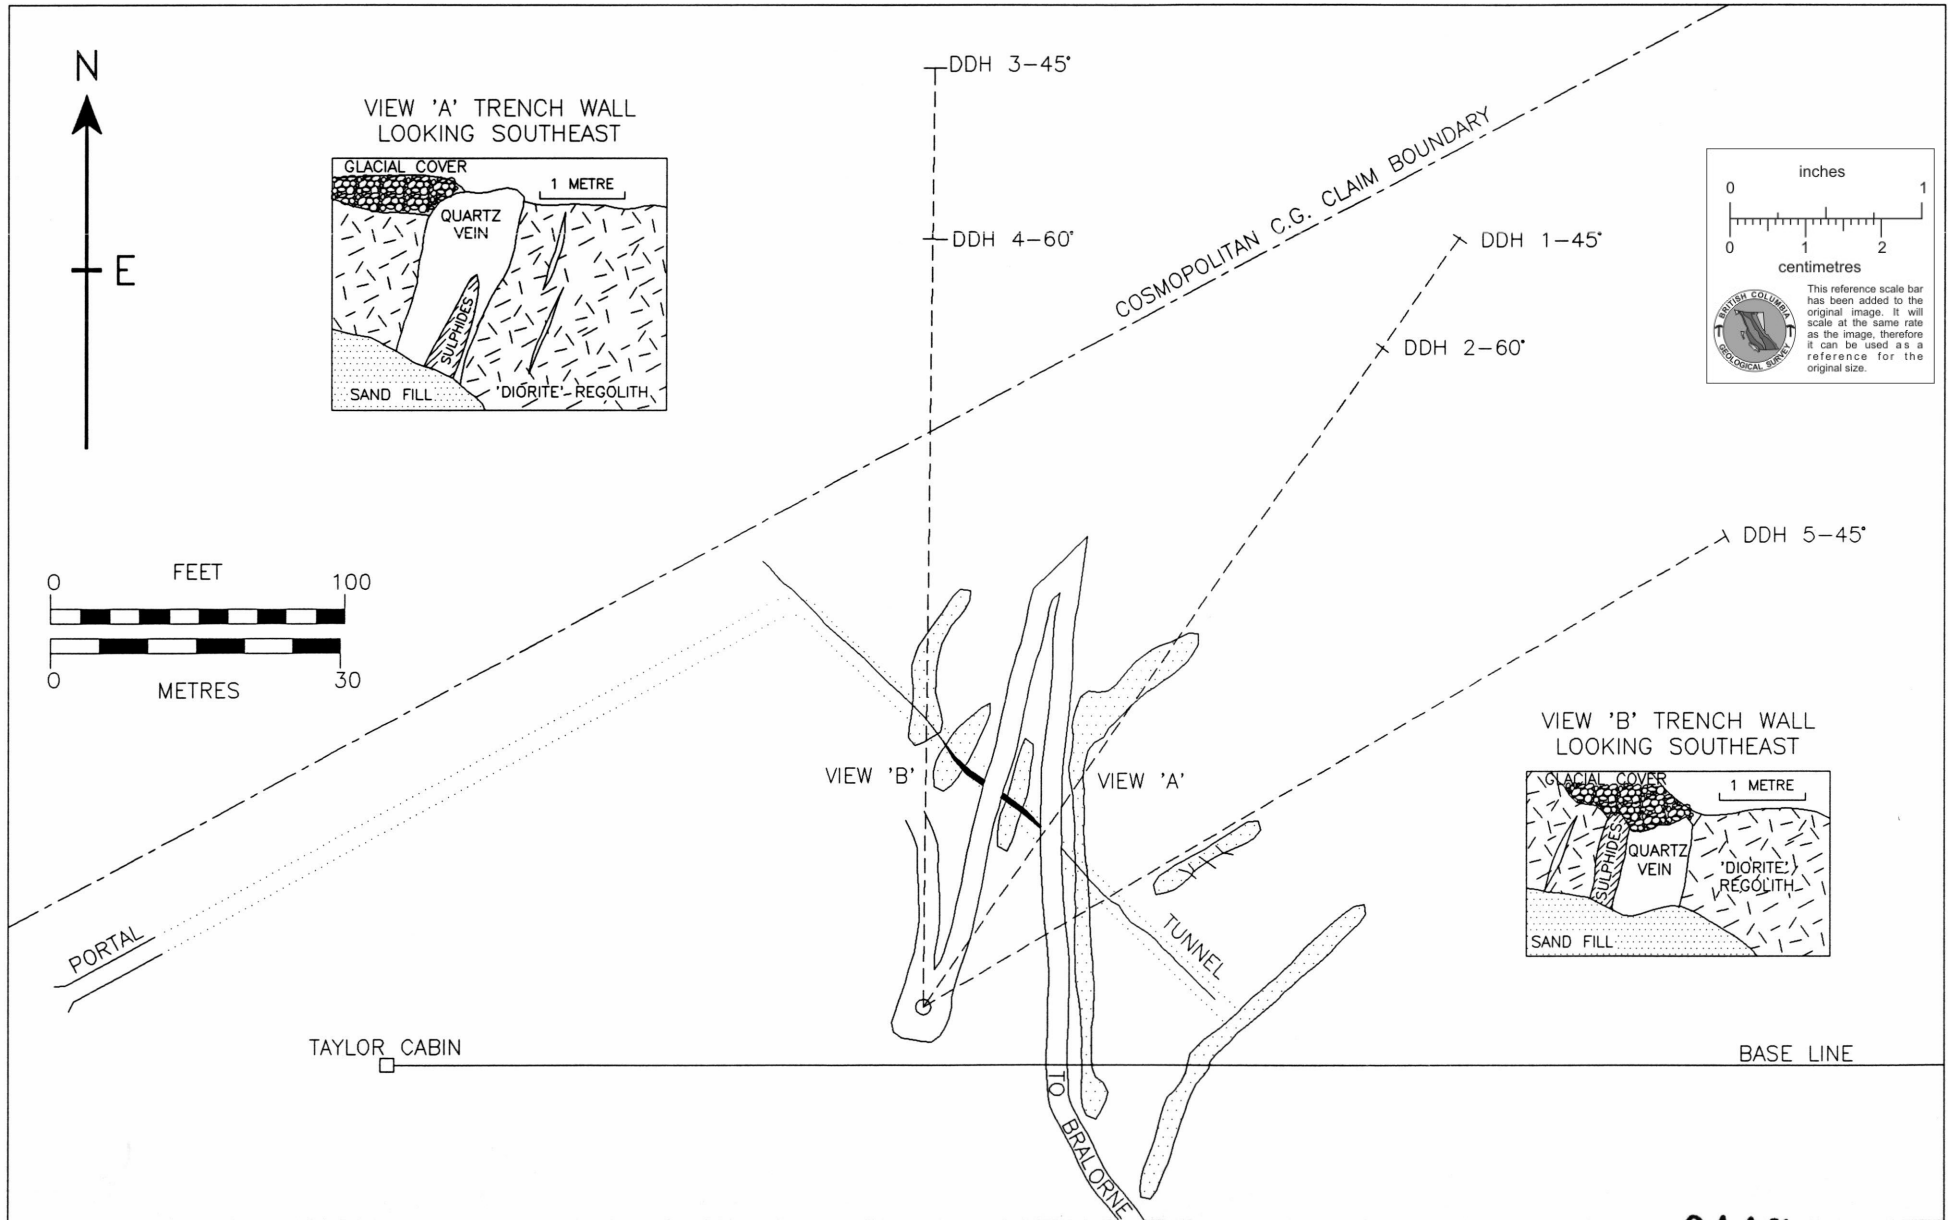 N
E
VIEW 'A' TRENCH WALL
LOOKING SOUTHEAST
GLACIAL COVER
1 METRE
QUARTZ
VEIN
SULPHIDES
SAND FILL
'DIORITE' REGOLITH
DDH 3-45°
DDH 4-60°
COSMOPOLITAN C.G. CLAIM BOUNDARY
DDH 1-45°
DDH 2-60°
DDH 5-45°
inches
0 1
0 1 2
centimetres
BRITISH COLUMBIA
GEOLOGICAL SURVEY
This reference scale bar
has been added to the
original image. It will
scale at the same rate
as the image, therefore
it can be used as a
reference for the
original size.
0 FEET 100
0 METRES 30
VIEW 'B'
VIEW 'A'
VIEW 'B' TRENCH WALL
LOOKING SOUTHEAST
GLACIAL COVER
1 METRE
SULPHIDES
QUARTZ
VEIN
'DIORITE'
REGOLITH
SAND FILL
PORTAL
TUNNEL
TAYLOR CABIN
BASE LINE
TO
BRALORNE